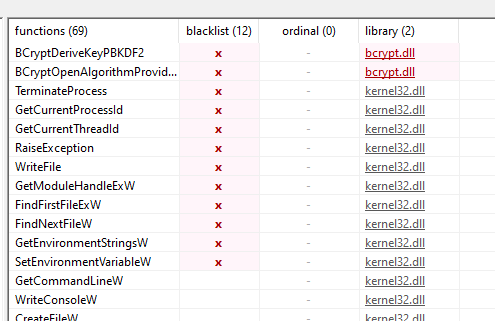 functions (69) blacklist (12) ordinal (0) library (2)
BCryptDeriveKeyPBKDF2 x - bcrypt.dll
BCryptOpenAlgorithmProvid... x - bcrypt.dll
TerminateProcess x - kernel32.dll
GetCurrentProcessId x - kernel32.dll
GetCurrentThreadId x - kernel32.dll
RaiseException x - kernel32.dll
WriteFile x - kernel32.dll
GetModuleHandleExW x - kernel32.dll
FindFirstFileExW x - kernel32.dll
FindNextFileW x - kernel32.dll
GetEnvironmentStringsW x - kernel32.dll
SetEnvironmentVariableW x - kernel32.dll
GetCommandLineW - kernel32.dll
WriteConsoleW - kernel32.dll
CreateFileW - kernel32.dll